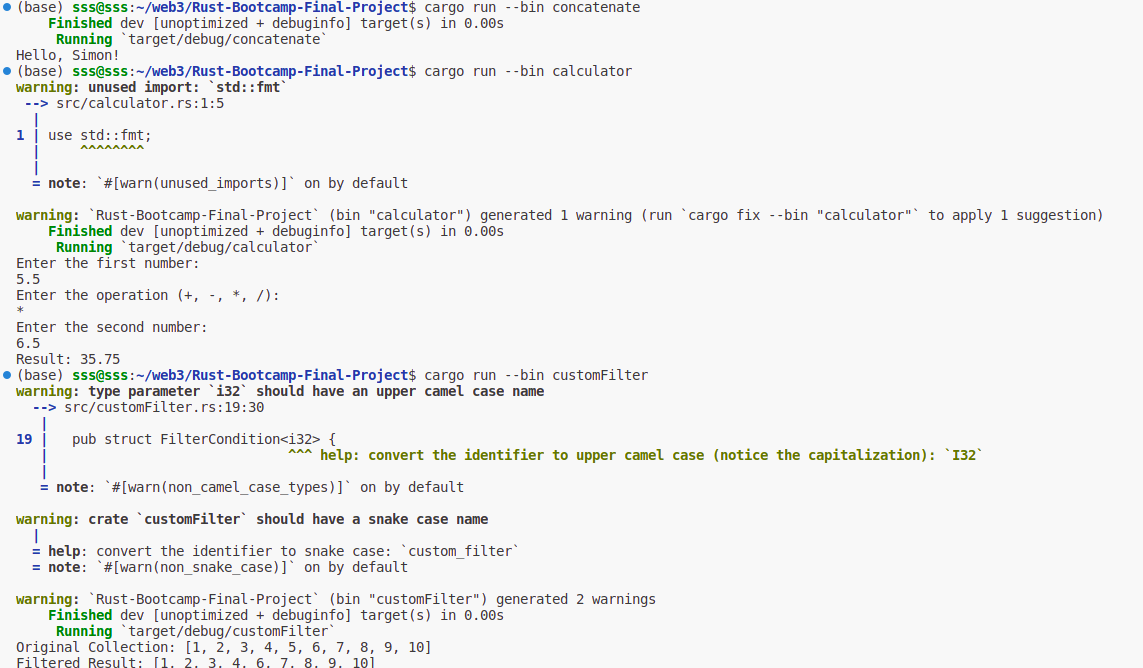 (base) sss@sss:~/web3/Rust-Bootcamp-Final-Project$ cargo run --bin concatenate
    Finished dev [unoptimized + debuginfo] target(s) in 0.00s
     Running `target/debug/concatenate`
Hello, Simon!
(base) sss@sss:~/web3/Rust-Bootcamp-Final-Project$ cargo run --bin calculator
warning: unused import: `std::fmt`
 --> src/calculator.rs:1:5
  |
1 | use std::fmt;
  |     ^^^^^^^^
  |
  = note: `#[warn(unused_imports)]` on by default

warning: `Rust-Bootcamp-Final-Project` (bin "calculator") generated 1 warning (run `cargo fix --bin "calculator"` to apply 1 suggestion)
    Finished dev [unoptimized + debuginfo] target(s) in 0.00s
     Running `target/debug/calculator`
Enter the first number:
5.5
Enter the operation (+, -, *, /):
*
Enter the second number:
6.5
Result: 35.75
(base) sss@sss:~/web3/Rust-Bootcamp-Final-Project$ cargo run --bin customFilter
warning: type parameter `i32` should have an upper camel case name
  --> src/customFilter.rs:19:30
   |
19 |   pub struct FilterCondition<i32> {
   |                              ^^^ help: convert the identifier to upper camel case (notice the capitalization): `I32`
   |
   = note: `#[warn(non_camel_case_types)]` on by default

warning: crate `customFilter` should have a snake case name
  |
  = help: convert the identifier to snake case: `custom_filter`
  = note: `#[warn(non_snake_case)]` on by default

warning: `Rust-Bootcamp-Final-Project` (bin "customFilter") generated 2 warnings
    Finished dev [unoptimized + debuginfo] target(s) in 0.00s
     Running `target/debug/customFilter`
Original Collection: [1, 2, 3, 4, 5, 6, 7, 8, 9, 10]
Filtered Result: [1, 2, 3, 4, 6, 7, 8, 9, 10]